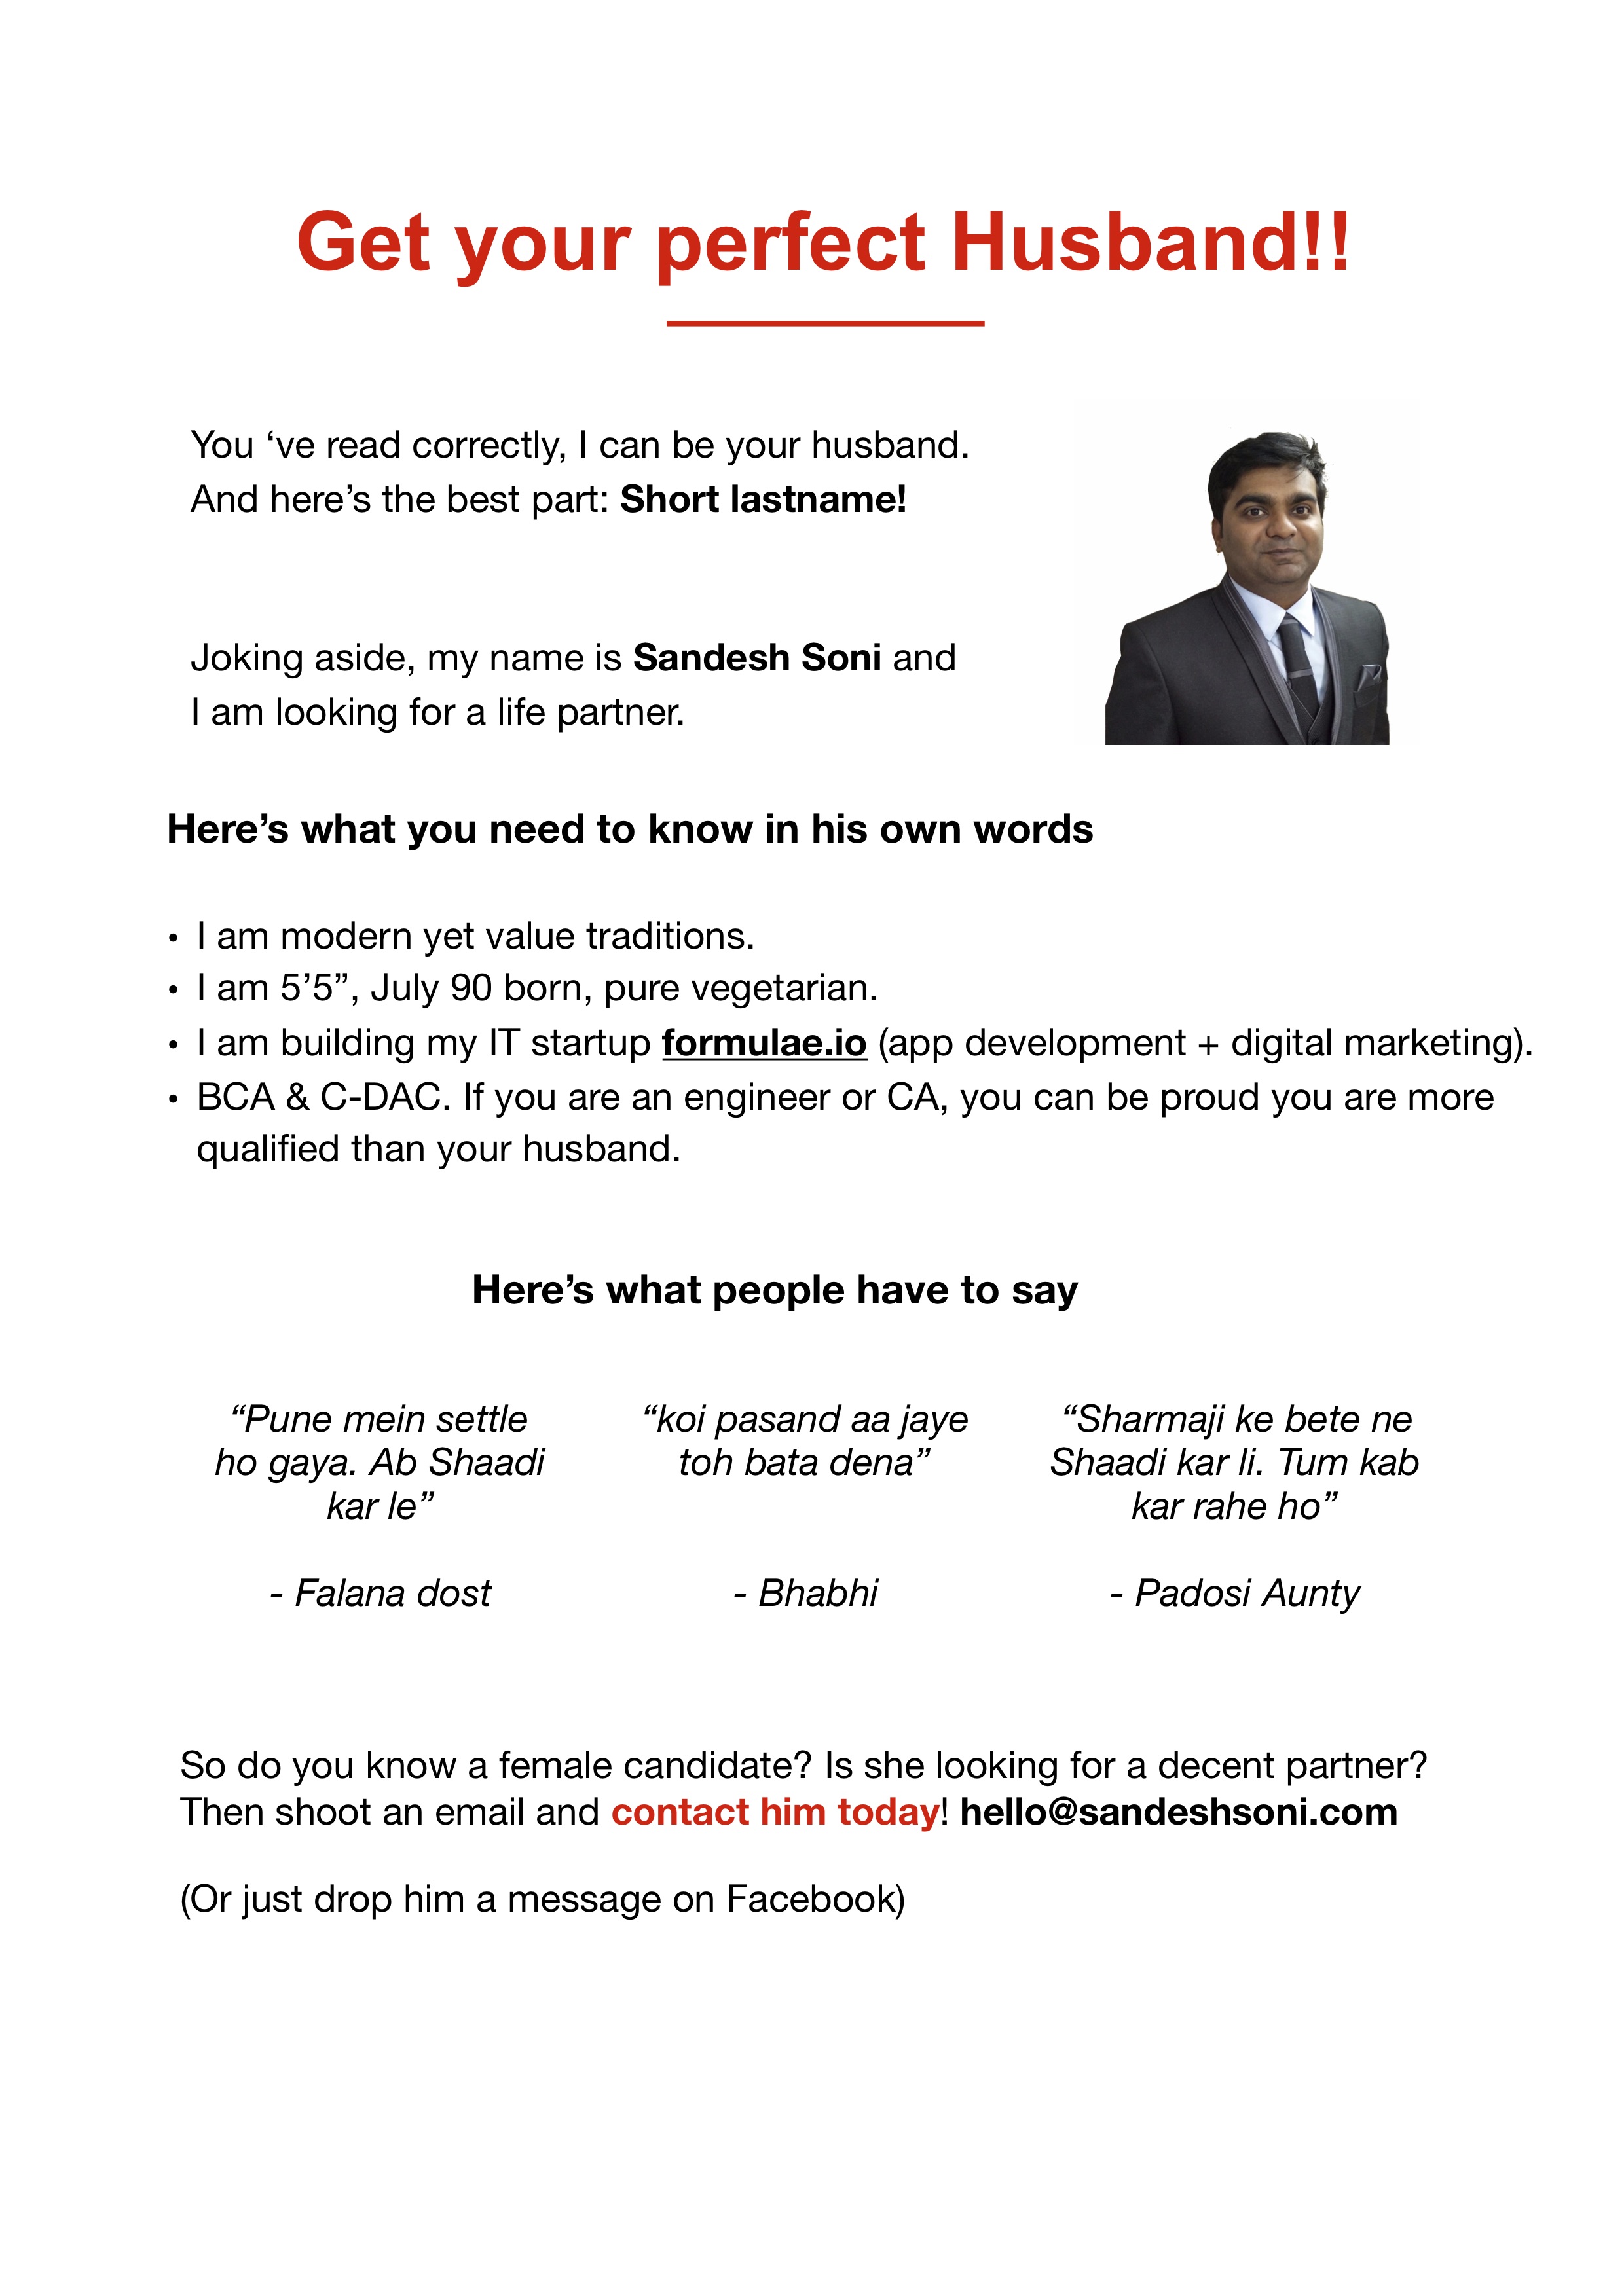 Get your perfect Husband!!
You ‘ve read correctly, I can be your husband.
And here’s the best part: Short lastname!
Joking aside, my name is Sandesh Soni and
I am looking for a life partner.
Here’s what you need to know in his own words
• I am modern yet value traditions.
• I am 5’5”, July 90 born, pure vegetarian.
• I am building my IT startup formulae.io (app development + digital marketing).
• BCA & C-DAC. If you are an engineer or CA, you can be proud you are more
qualified than your husband.
Here’s what people have to say
“Pune mein settle
ho gaya. Ab Shaadi
kar le”
- Falana dost
“koi pasand aa jaye
toh bata dena”
- Bhabhi
“Sharmaji ke bete ne
Shaadi kar li. Tum kab
kar rahe ho”
- Padosi Aunty
So do you know a female candidate? Is she looking for a decent partner?
Then shoot an email and contact him today! hello@sandeshsoni.com
(Or just drop him a message on Facebook)